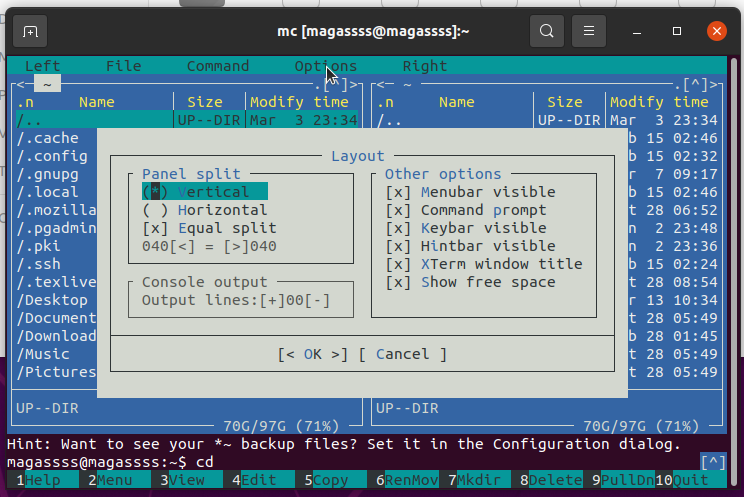 mc [magassss@magassss]:~
Left File Command Options Right
<─ ~ .[^]> <─ ~ .[^]>
.n Name Size Modify time .n Name Size Modify time
/.. UP--DIR Mar 3 23:34 /.. UP--DIR Mar 3 23:34
/.cache b 15 02:46
/.config b 15 02:32
/.gnupg r 7 09:17
/.local b 15 02:46
/.mozilla t 28 06:52
/.pgadmin n 2 23:48
/.pki n 2 23:36
/.ssh b 15 02:24
/.texlive t 28 08:54
/Desktop r 13 10:34
/Document t 28 05:49
/Download b 28 01:45
/Music t 28 05:49
/Pictures t 28 05:49
Layout
Panel split
(*) Vertical
( ) Horizontal
[x] Equal split
040[<] = [>]040
Console output
Output lines:[+]00[-]
Other options
[x] Menubar visible
[x] Command prompt
[x] Keybar visible
[x] Hintbar visible
[x] XTerm window title
[x] Show free space
[< OK >] [ Cancel ]
UP--DIR UP--DIR
70G/97G (71%) 70G/97G (71%)
Hint: Want to see your *~ backup files? Set it in the Configuration dialog.
magassss@magassss:~$ cd [^]
1Help 2Menu 3View 4Edit 5Copy 6RenMov 7Mkdir 8Delete 9PullDn 10Quit